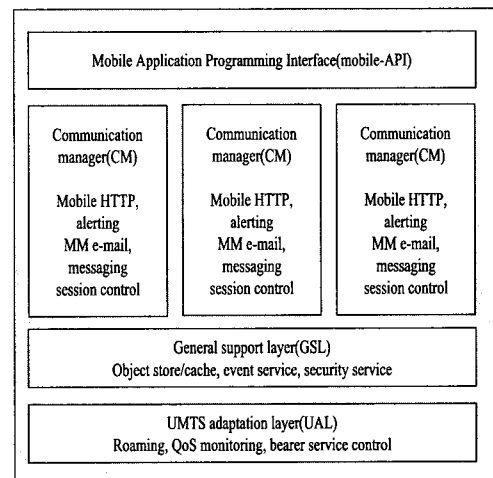 Mobile Application Programming Interface(mobile-API)
Communication
manager(CM)
Mobile HTTP,
alerting
MM e-mail,
messaging
session control
Communication
manager(CM)
Mobile HTTP,
alerting
MM e-mail,
messaging
session control
Communication
manager(CM)
Mobile HTTP,
alerting
MM e-mail,
messaging
session control
General support layer(GSL)
Object store/cache, event service, security service
UMTS adaptation layer(UAL)
Roaming, QoS monitoring, bearer service control